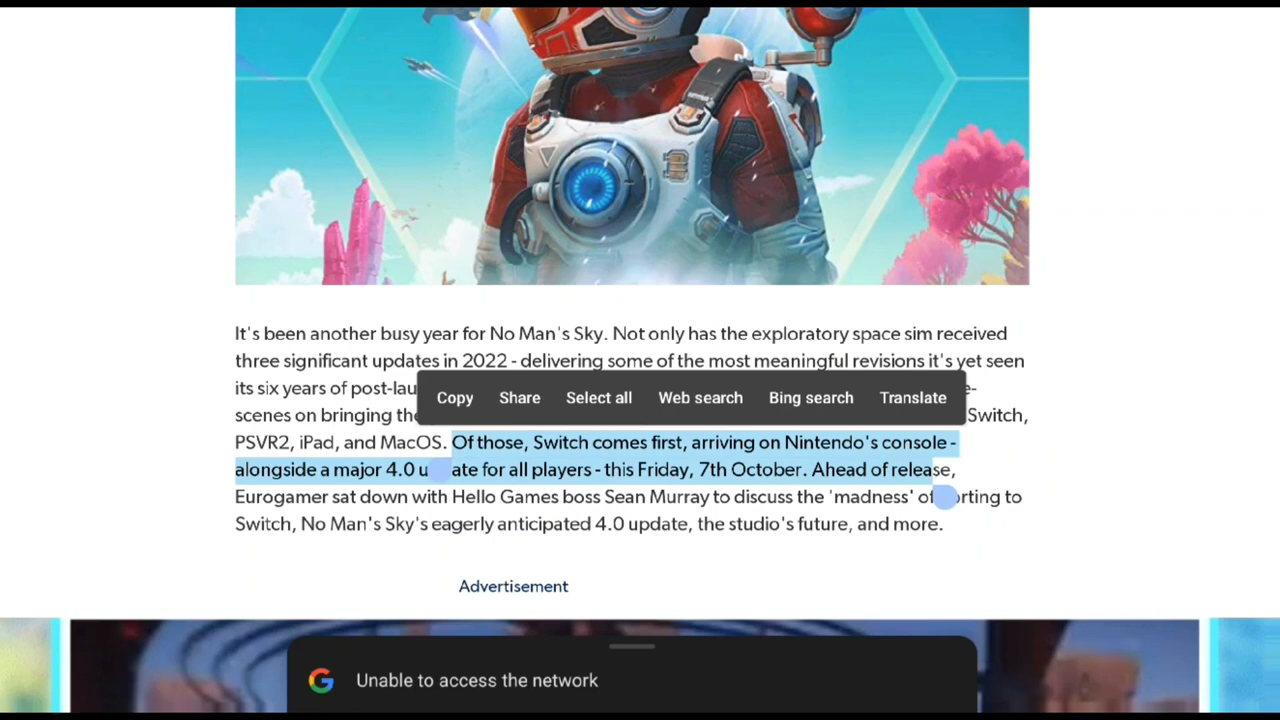 It's been another busy year for No Man's Sky. Not only has the exploratory space sim received
three significant updates in 2022 - delivering some of the most meaningful revisions it's yet seen
its six years of post-lau
Copy Share Select all Web search Bing search Translate
scenes on bringing the Switch,
PSVR2, iPad, and MacOS. Of those, Switch comes first, arriving on Nintendo's console -
alongside a major 4.0 u ate for all players - this Friday, 7th October. Ahead of release,
Eurogamer sat down with Hello Games boss Sean Murray to discuss the 'madness' of orting to
Switch, No Man's Sky's eagerly anticipated 4.0 update, the studio's future, and more.
Advertisement
Unable to access the network